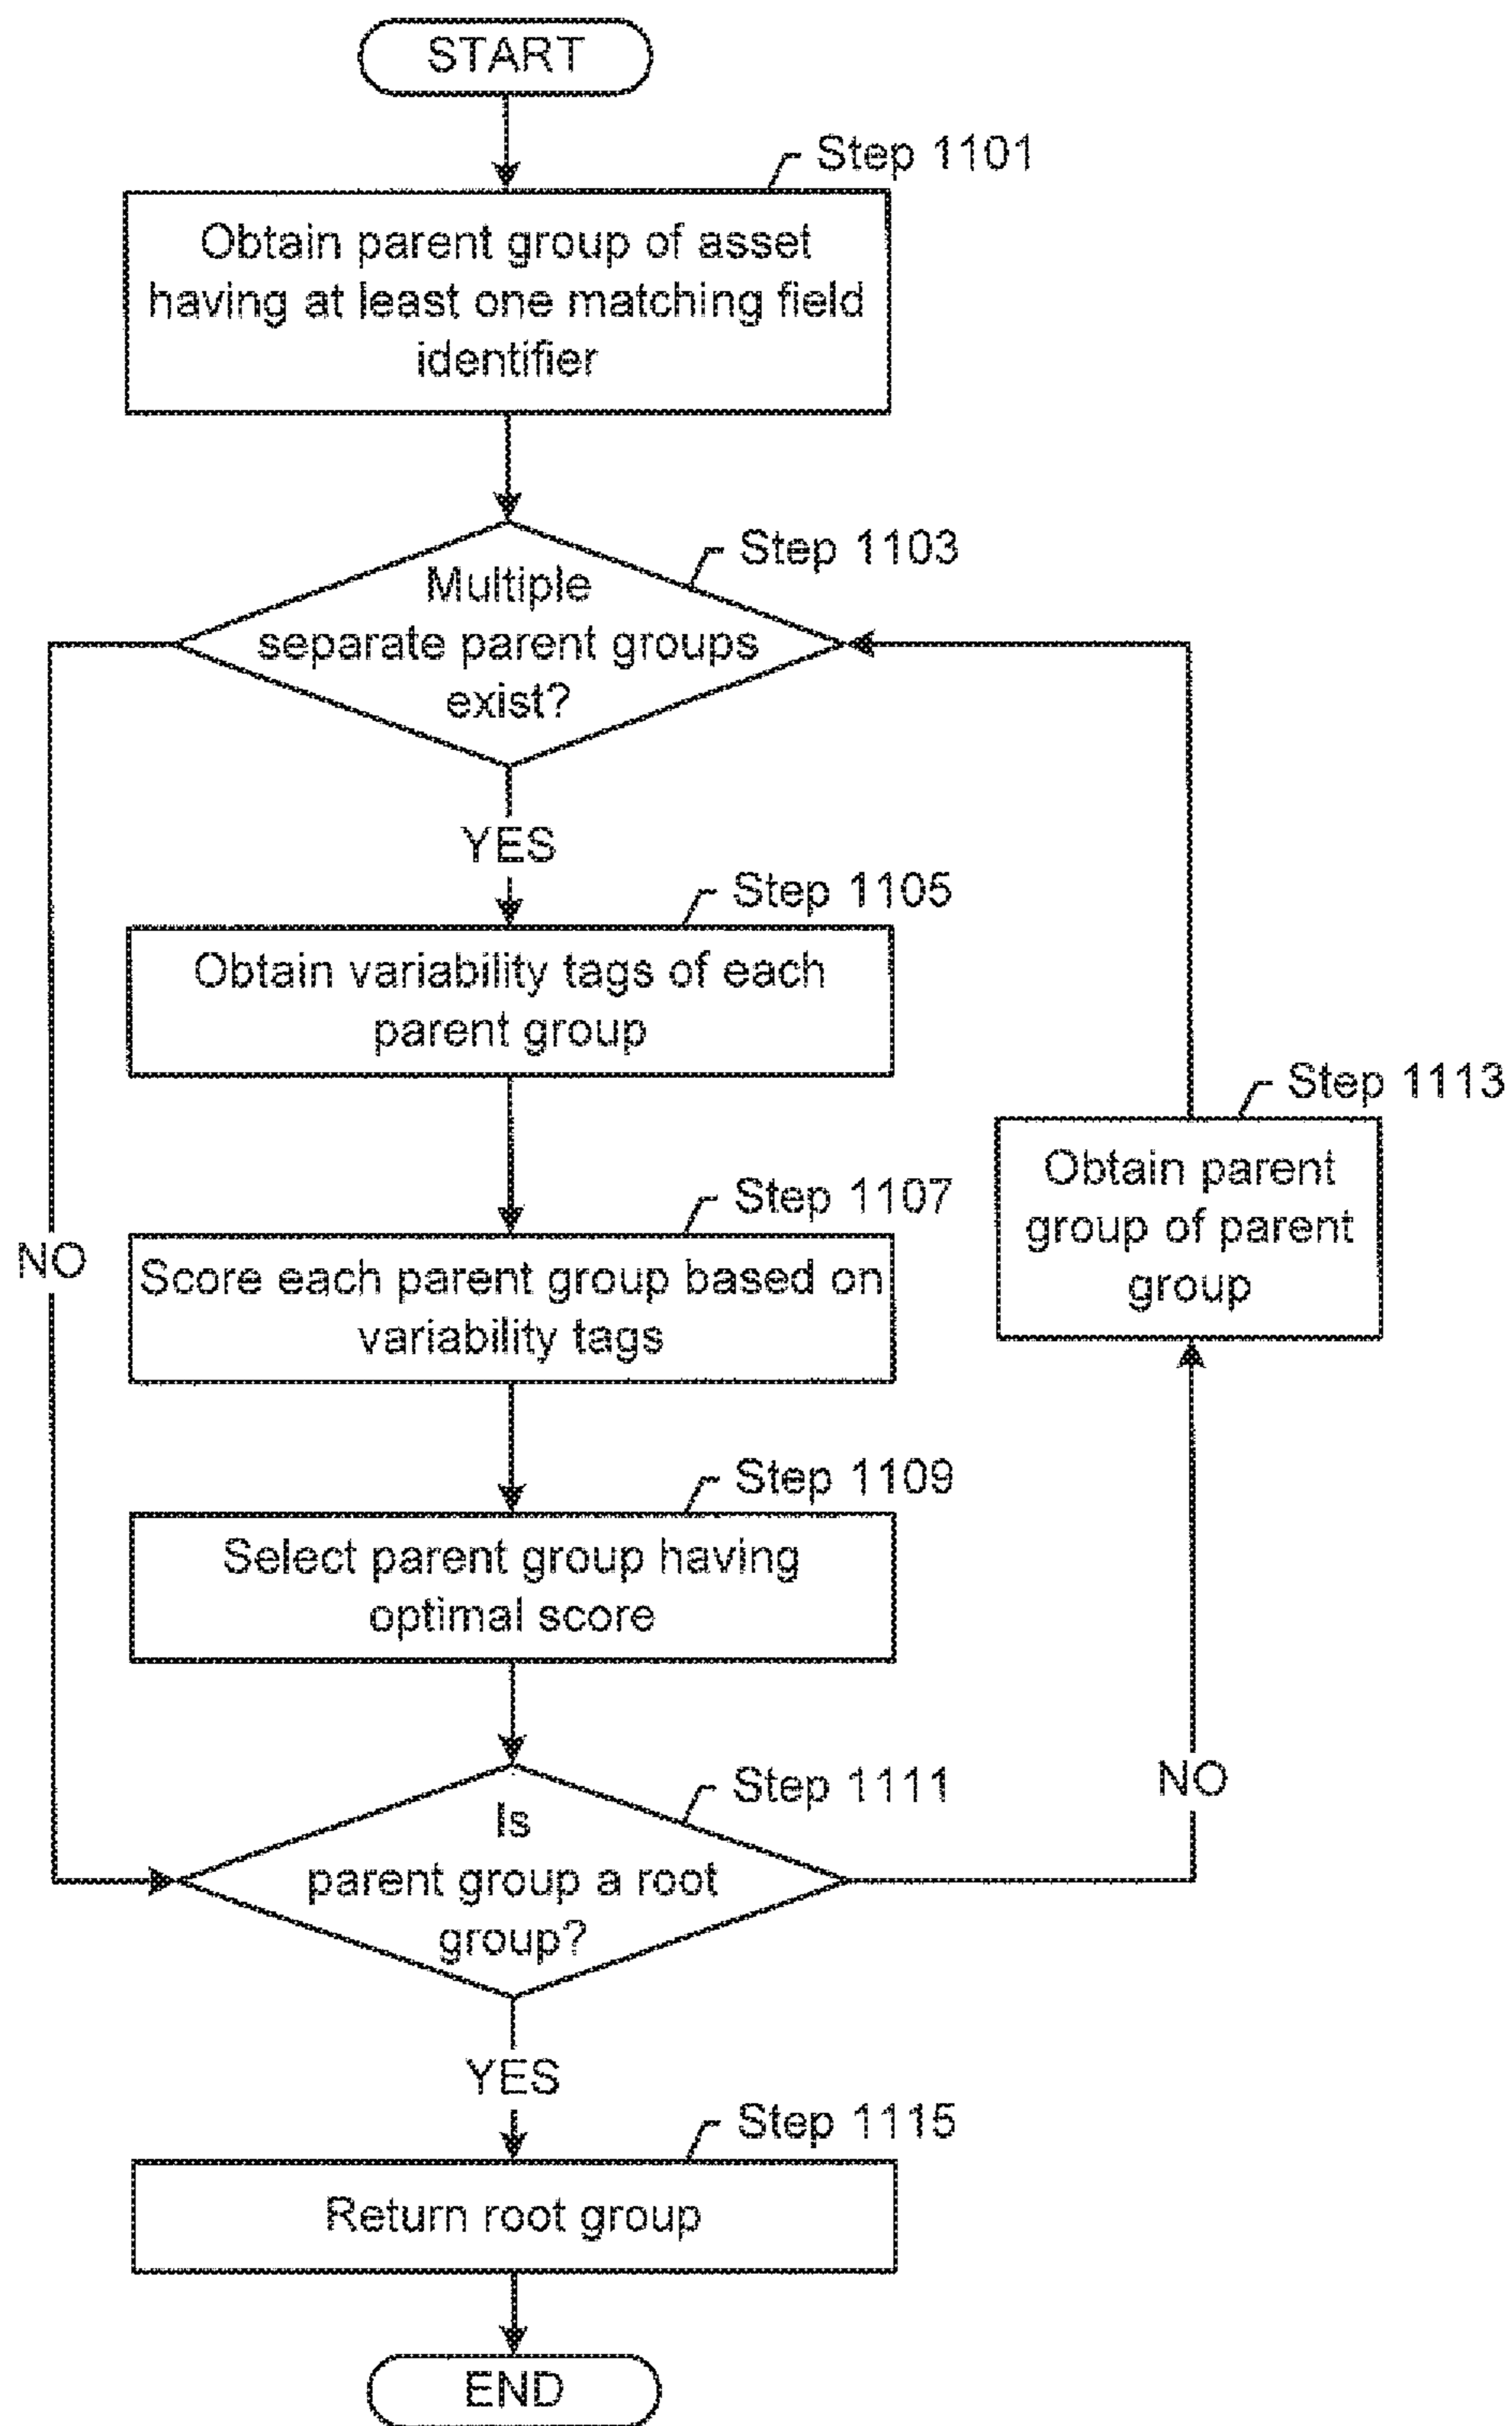 START
Step 1101
Obtain parent group of asset
having at least one matching field
identifier
Step 1103
Multiple
separate parent groups
exist?
YES
Step 1105
Obtain variability tags of each
parent group
Step 1113
Obtain parent
group of parent
group
Step 1107
NO
Score each parent group based on
variability tags
Step 1109
Select parent group having
optimal score
Step 1111
NO
Is
parent group a root
group?
YES
Step 1115
Return root group
END